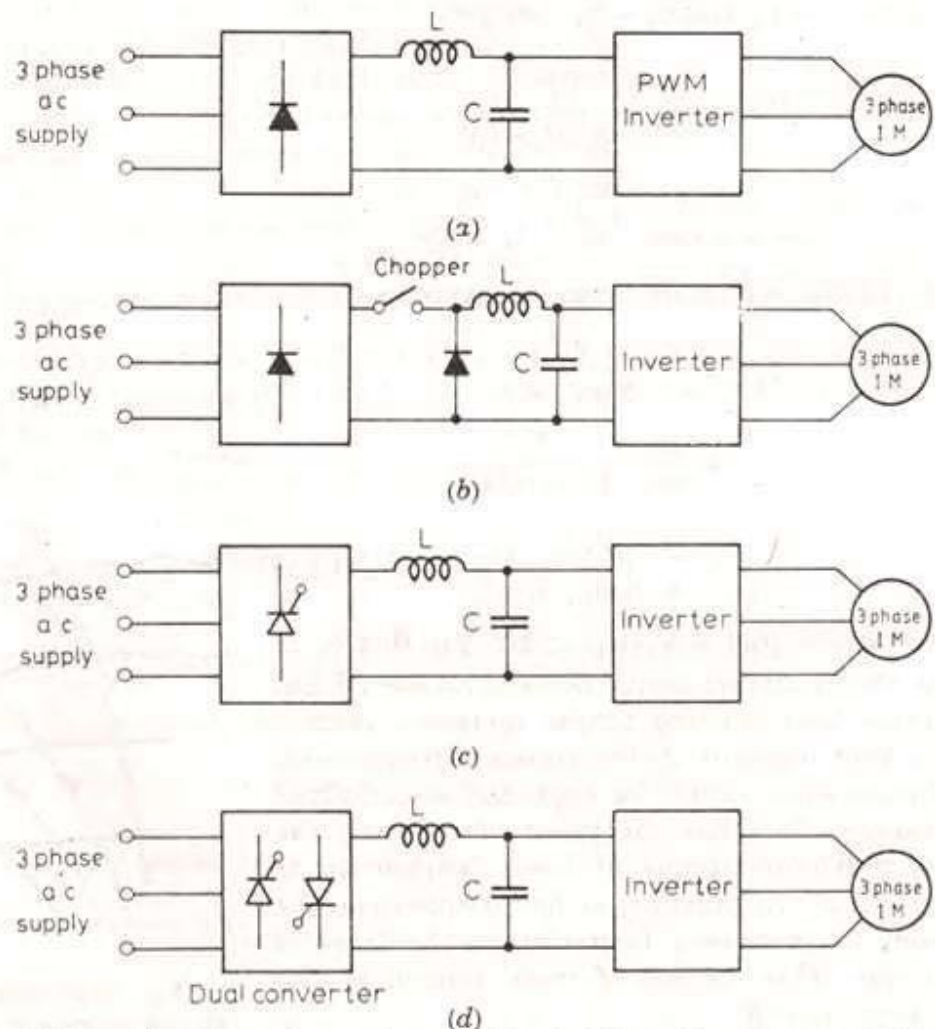 L
3 phase
ac
supply
C
PWM
Inverter
3 phase
I M
(a)
Chopper
L
3 phase
ac
supply
C
Inverter
3 phase
I M
(b)
L
3 phase
a c
supply
C
Inverter
3 phase
I M
(c)
L
3 phase
a c
supply
C
Inverter
3 phase
I M
Dual converter
(d)